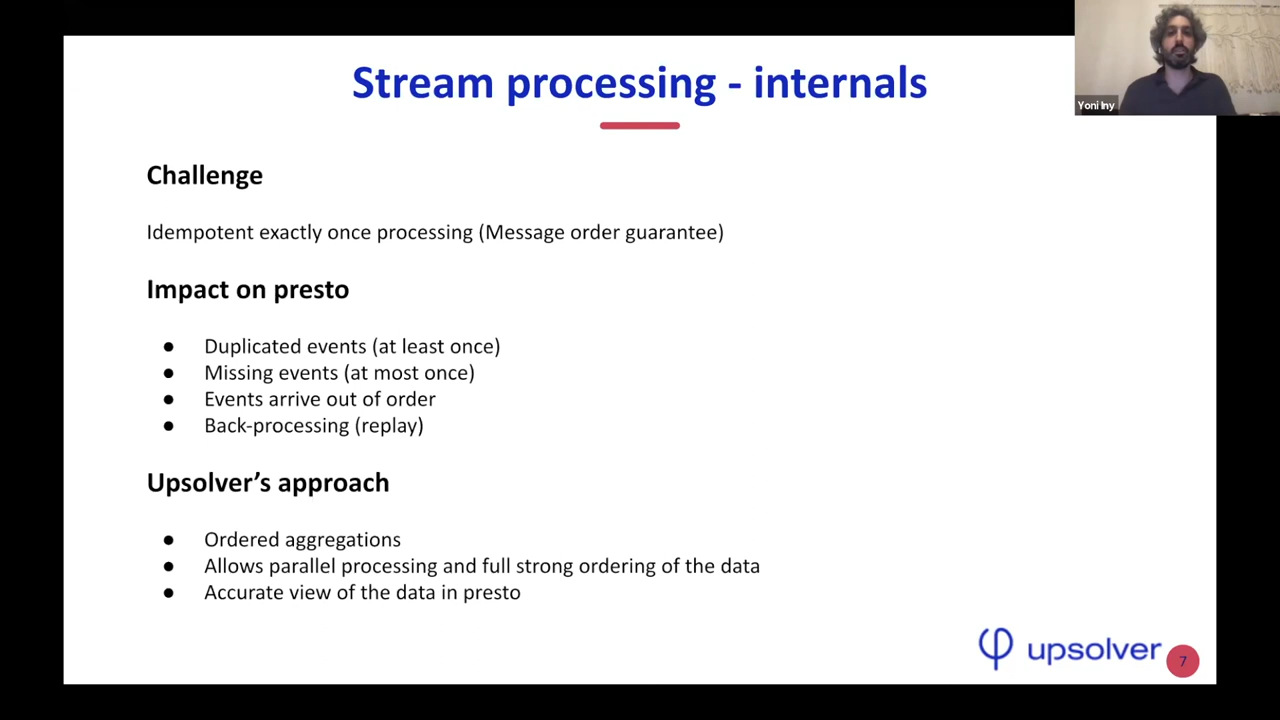 Stream processing - internals
Yoni Iny
Challenge
Idempotent exactly once processing (Message order guarantee)
Impact on presto
● Duplicated events (at least once)
● Missing events (at most once)
● Events arrive out of order
● Back-processing (replay)
Upsolver’s approach
● Ordered aggregations
● Allows parallel processing and full strong ordering of the data
● Accurate view of the data in presto
upsolver
7